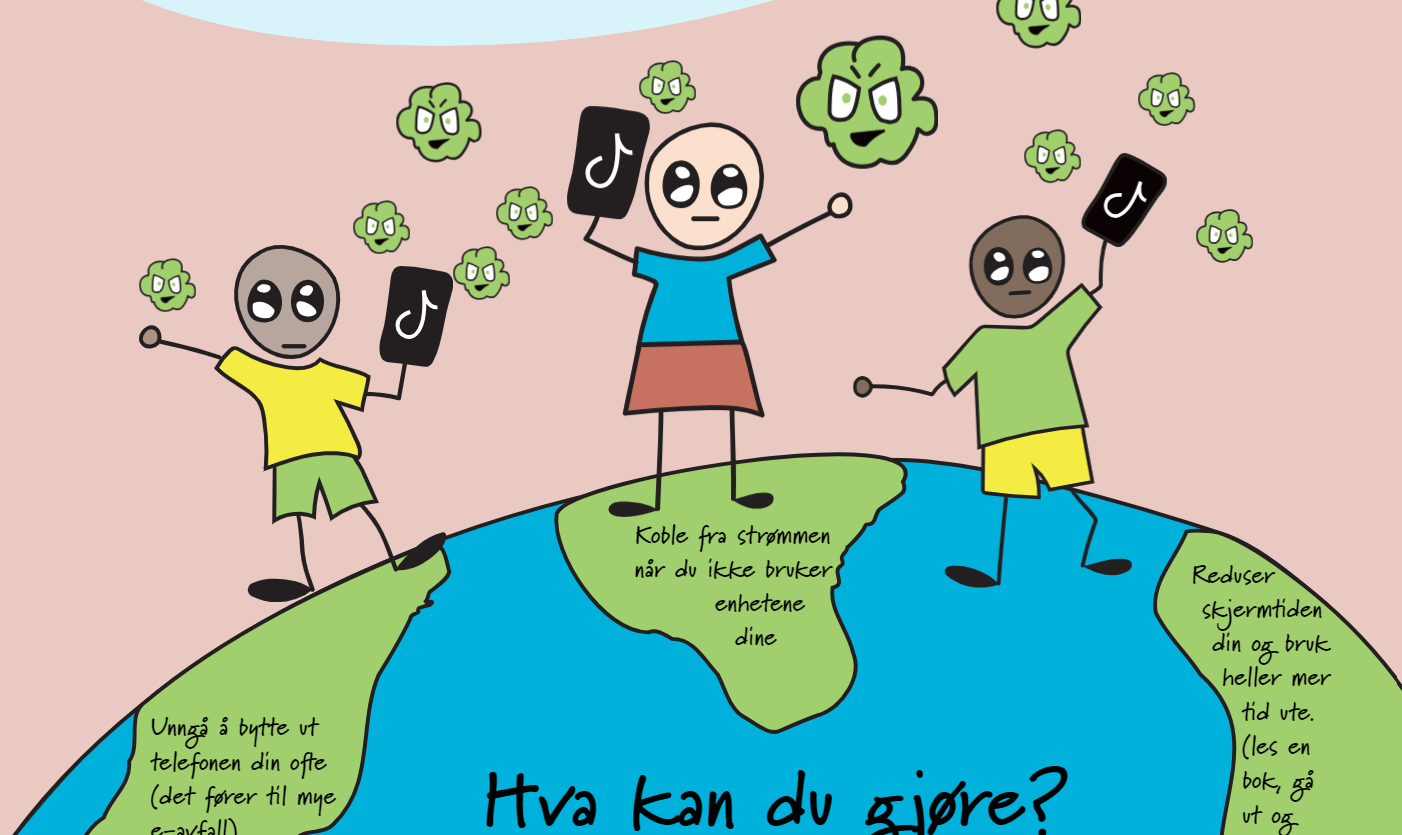 Koble fra strømmen
når du ikke bruker
enhetene
dine
Reduser
skjermtiden
din og bruk
heller mer
tid ute.
(les en
bok, gå
ut og
Unngå å bytte ut
telefonen din ofte
(det fører til mye
e-avfall)
Hva kan du gjøre?